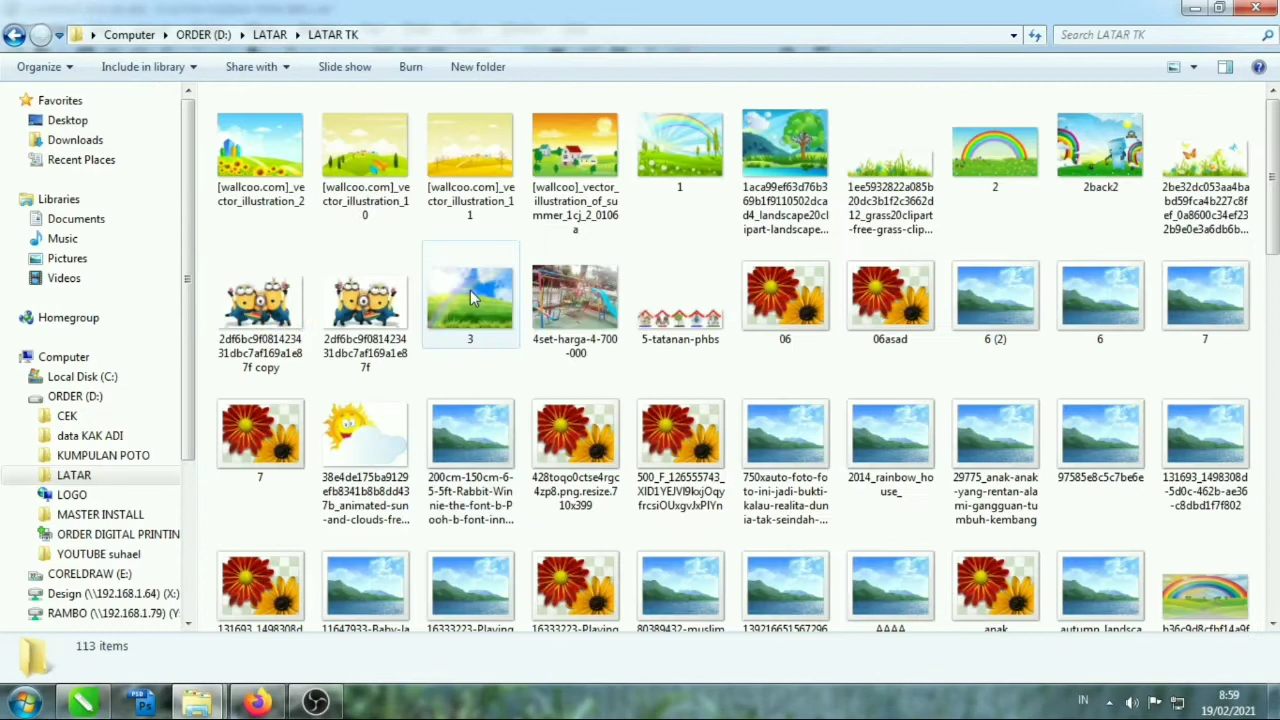 Computer ORDER (D:) LATAR LATAR TK
Search LATAR TK
Organize Include in library Share with Slide show Burn New folder
Favorites
Desktop
Downloads
Recent Places
Libraries
Documents
Music
Pictures
Videos
Homegroup
Computer
Local Disk (C:)
ORDER (D:)
CEK
data KAK ADI
KUMPULAN POTO
LATAR
LOGO
MASTER INSTALL
ORDER DIGITAL PRINTIN
YOUTUBE suhael
CORELDRAW (E:)
Design (\\192.168.1.64) (X:)
RAMBO (\\192.168.1.79) (Y:
[wallcoo.com]_ve
ctor_illustration_2
[wallcoo.com]_ve
ctor_illustration_1
0
[wallcoo.com]_ve
ctor_illustration_1
1
[wallcoo]_vector_
illustration_of_su
mmer_1cj_2_0106
a
1
1aca99ef63d76b3
69b1f9110502dca
d4_landscape20cl
ipart-landscape...
1ee5932822a085b
20dc3b1f2c3662d
12_grass20clipart
-free-grass-clip...
2
2back2
2be32dc053aa4ba
bd59fca4b227c8f
ef_0a8600c34ef23
2b9e0e3a6db6b...
2df6bc9f0814234
31dbc7af169a1e8
7f copy
2df6bc9f0814234
31dbc7af169a1e8
7f
3
4set-harga-4-700
-000
5-tatanan-phbs
06
06asad
6 (2)
6
7
7
38e4de175ba9129
efb8341b8b8dd43
7b_animated-sun
-and-clouds-fre...
200cm-150cm-6-
5-5ft-Rabbit-Win
nie-the-font-b-P
ooh-b-font-inn...
428toqo0ctse4rgc
4zp8.png.resize.7
10x399
500_F_126555743_
XID1YEJVI9kxjOqy
frcsiOUxgvJxPIYn
750xauto-foto-fo
to-ini-jadi-bukti-
kalau-realita-dun
ia-tak-seindah-...
2014_rainbow_ho
use_
29775_anak-anak
-yang-rentan-ala
mi-gangguan-tu
mbuh-kembang
97585e8c5c7be6e
131693_1498308d
-5d0c-462b-ae36
-c8dbd1f7f802
131693_1498308d
11647933-Baby-la
16333223-Playing
16333223-Playing
80389432-muslim
139216651567296
AAAA
anak
autumn_landsca
b36c9d8cfbf14a9f
113 items
IN
8:59
19/02/2021